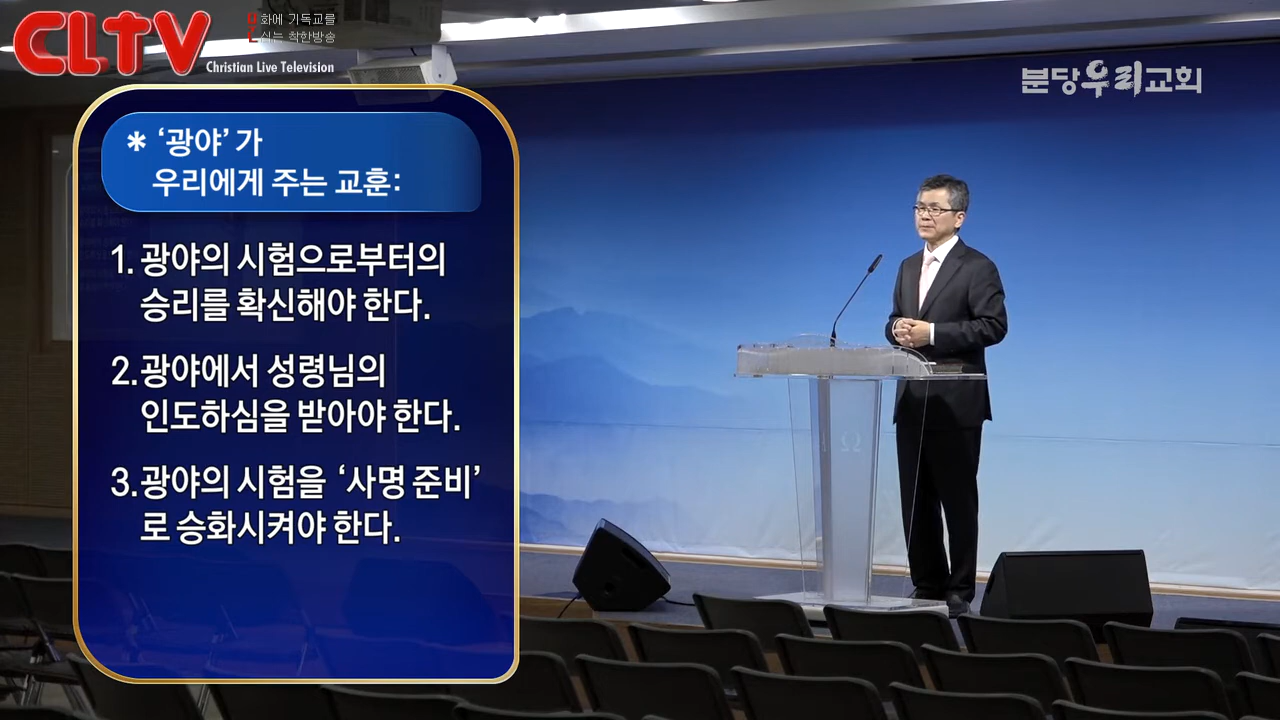 CLTV
문화에 기독교를
심는 착한방송
Christian Live Television
분당우리교회
* ‘광야’가
우리에게 주는 교훈:
1. 광야의 시험으로부터의
승리를 확신해야 한다.
2. 광야에서 성령님의
인도하심을 받아야 한다.
3. 광야의 시험을 ‘사명 준비’
로 승화시켜야 한다.
Ω